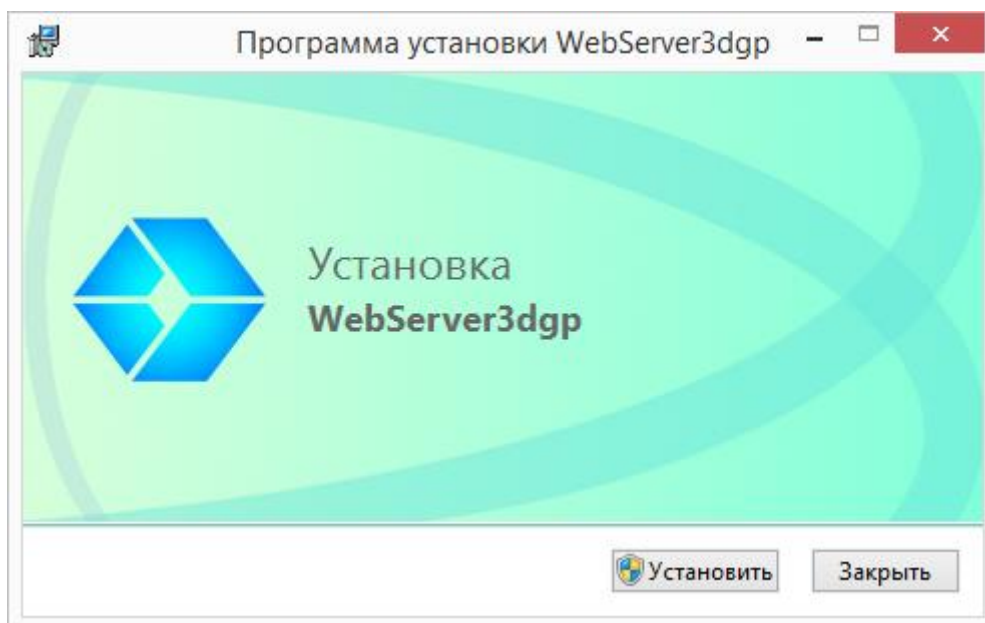 Программа установки WebServer3dgp
Установка
WebServer3dgp
Установить
Закрыть